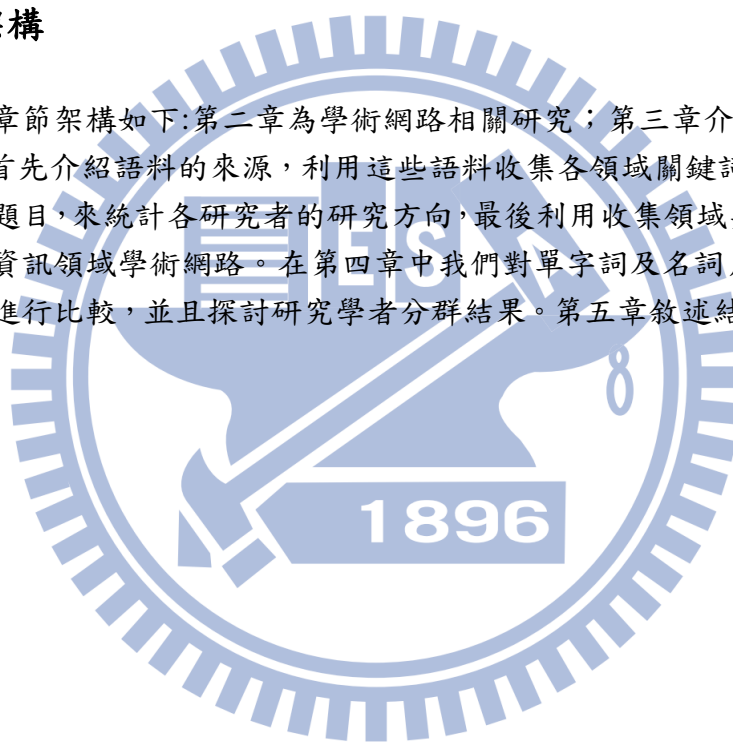 架構
章節架構如下:第二章為學術網路相關研究；第三章介
首先介紹語料的來源，利用這些語料收集各領域關鍵詞
題目，來統計各研究者的研究方向，最後利用收集領域
資訊領域學術網路。在第四章中我們對單字詞及名詞
進行比較，並且探討研究學者分群結果。第五章敘述結
ES
A
8
1896